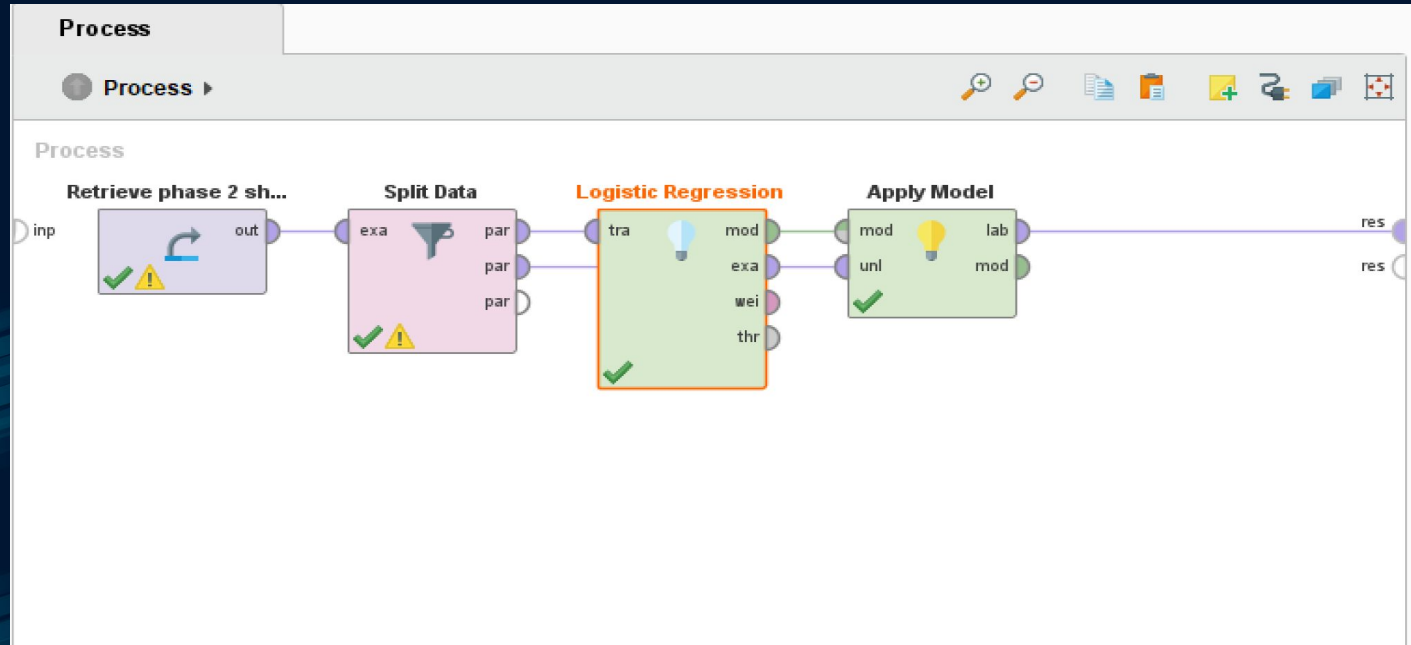 Process
Process
Process
Retrieve phase 2 sh...
Split Data
Logistic Regression
Apply Model
inp
out
exa
par
tra
mod
mod
lab
res
par
exa
unl
mod
res
par
wei
thr